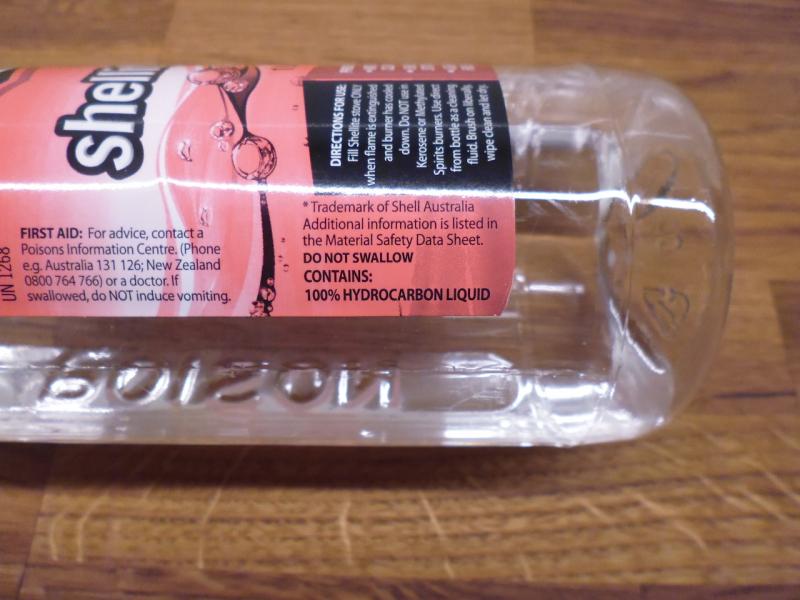 shell
DIRECTIONS FOR USE:
Fill Shellite stove ONLY
when flame is extinguished
and burner has cooled
down. Do NOT use in
Kerosene or Methylated
Spirits burners. Use direct
from bottle as a cleaning
fluid. Brush on liberally,
wipe clean and let dry.
UN 1268
FIRST AID: For advice, contact a
Poisons Information Centre. (Phone
e.g. Australia 131 126; New Zealand
0800 764 766) or a doctor. If
swallowed, do NOT induce vomiting.
* Trademark of Shell Australia
Additional information is listed in
the Material Safety Data Sheet.
DO NOT SWALLOW
CONTAINS:
100% HYDROCARBON LIQUID
POISON